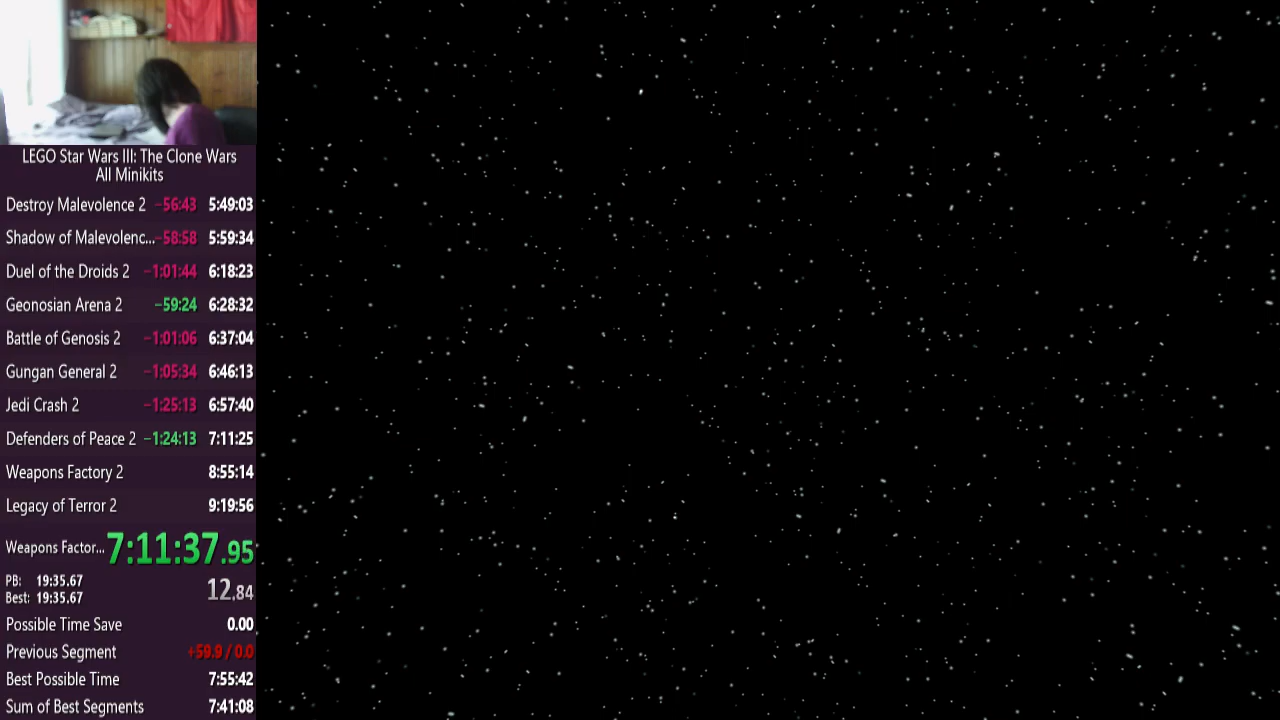 LEGO Star Wars III: The Clone Wars
All Minikits
Destroy Malevolence 2 −56:43 5:49:03
Shadow of Malevolenc... −58:58 5:59:34
Duel of the Droids 2 −1:01:44 6:18:23
Geonosian Arena 2 −59:24 6:28:32
Battle of Genosis 2 −1:01:06 6:37:04
Gungan General 2 −1:05:34 6:46:13
Jedi Crash 2 −1:25:13 6:57:40
Defenders of Peace 2 −1:24:13 7:11:25
Weapons Factory 2 8:55:14
Legacy of Terror 2 9:19:56
Weapons Factor... 7:11:37.95
PB: 19:35.67 12.84
Best: 19:35.67
Possible Time Save 0.00
Previous Segment +59.9 / 0.0
Best Possible Time 7:55:42
Sum of Best Segments 7:41:08